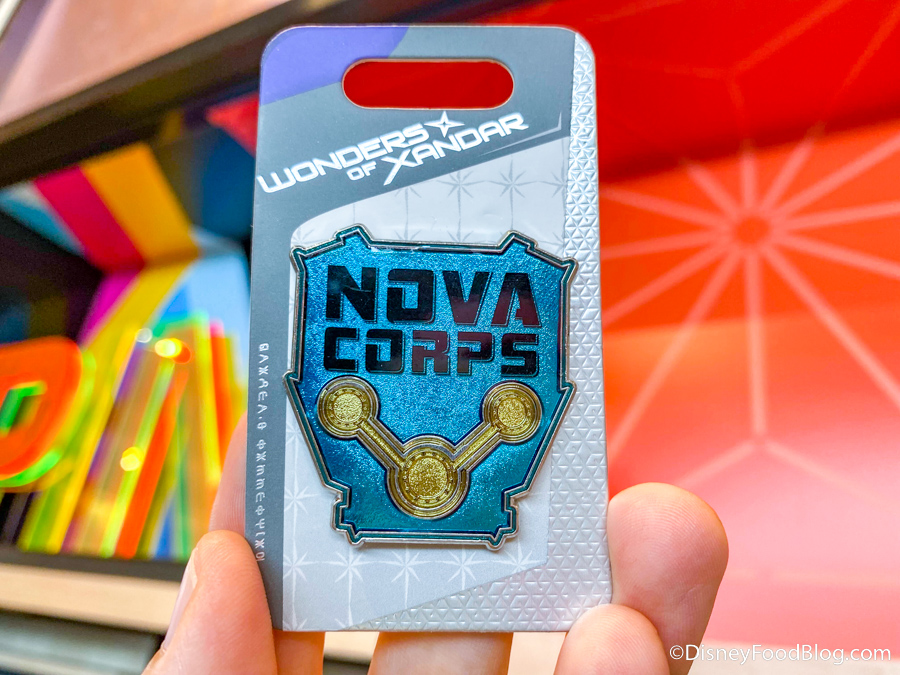 WONDERS
OF XANDAR
NOVA
CORPS
©DisneyFoodBlog.com